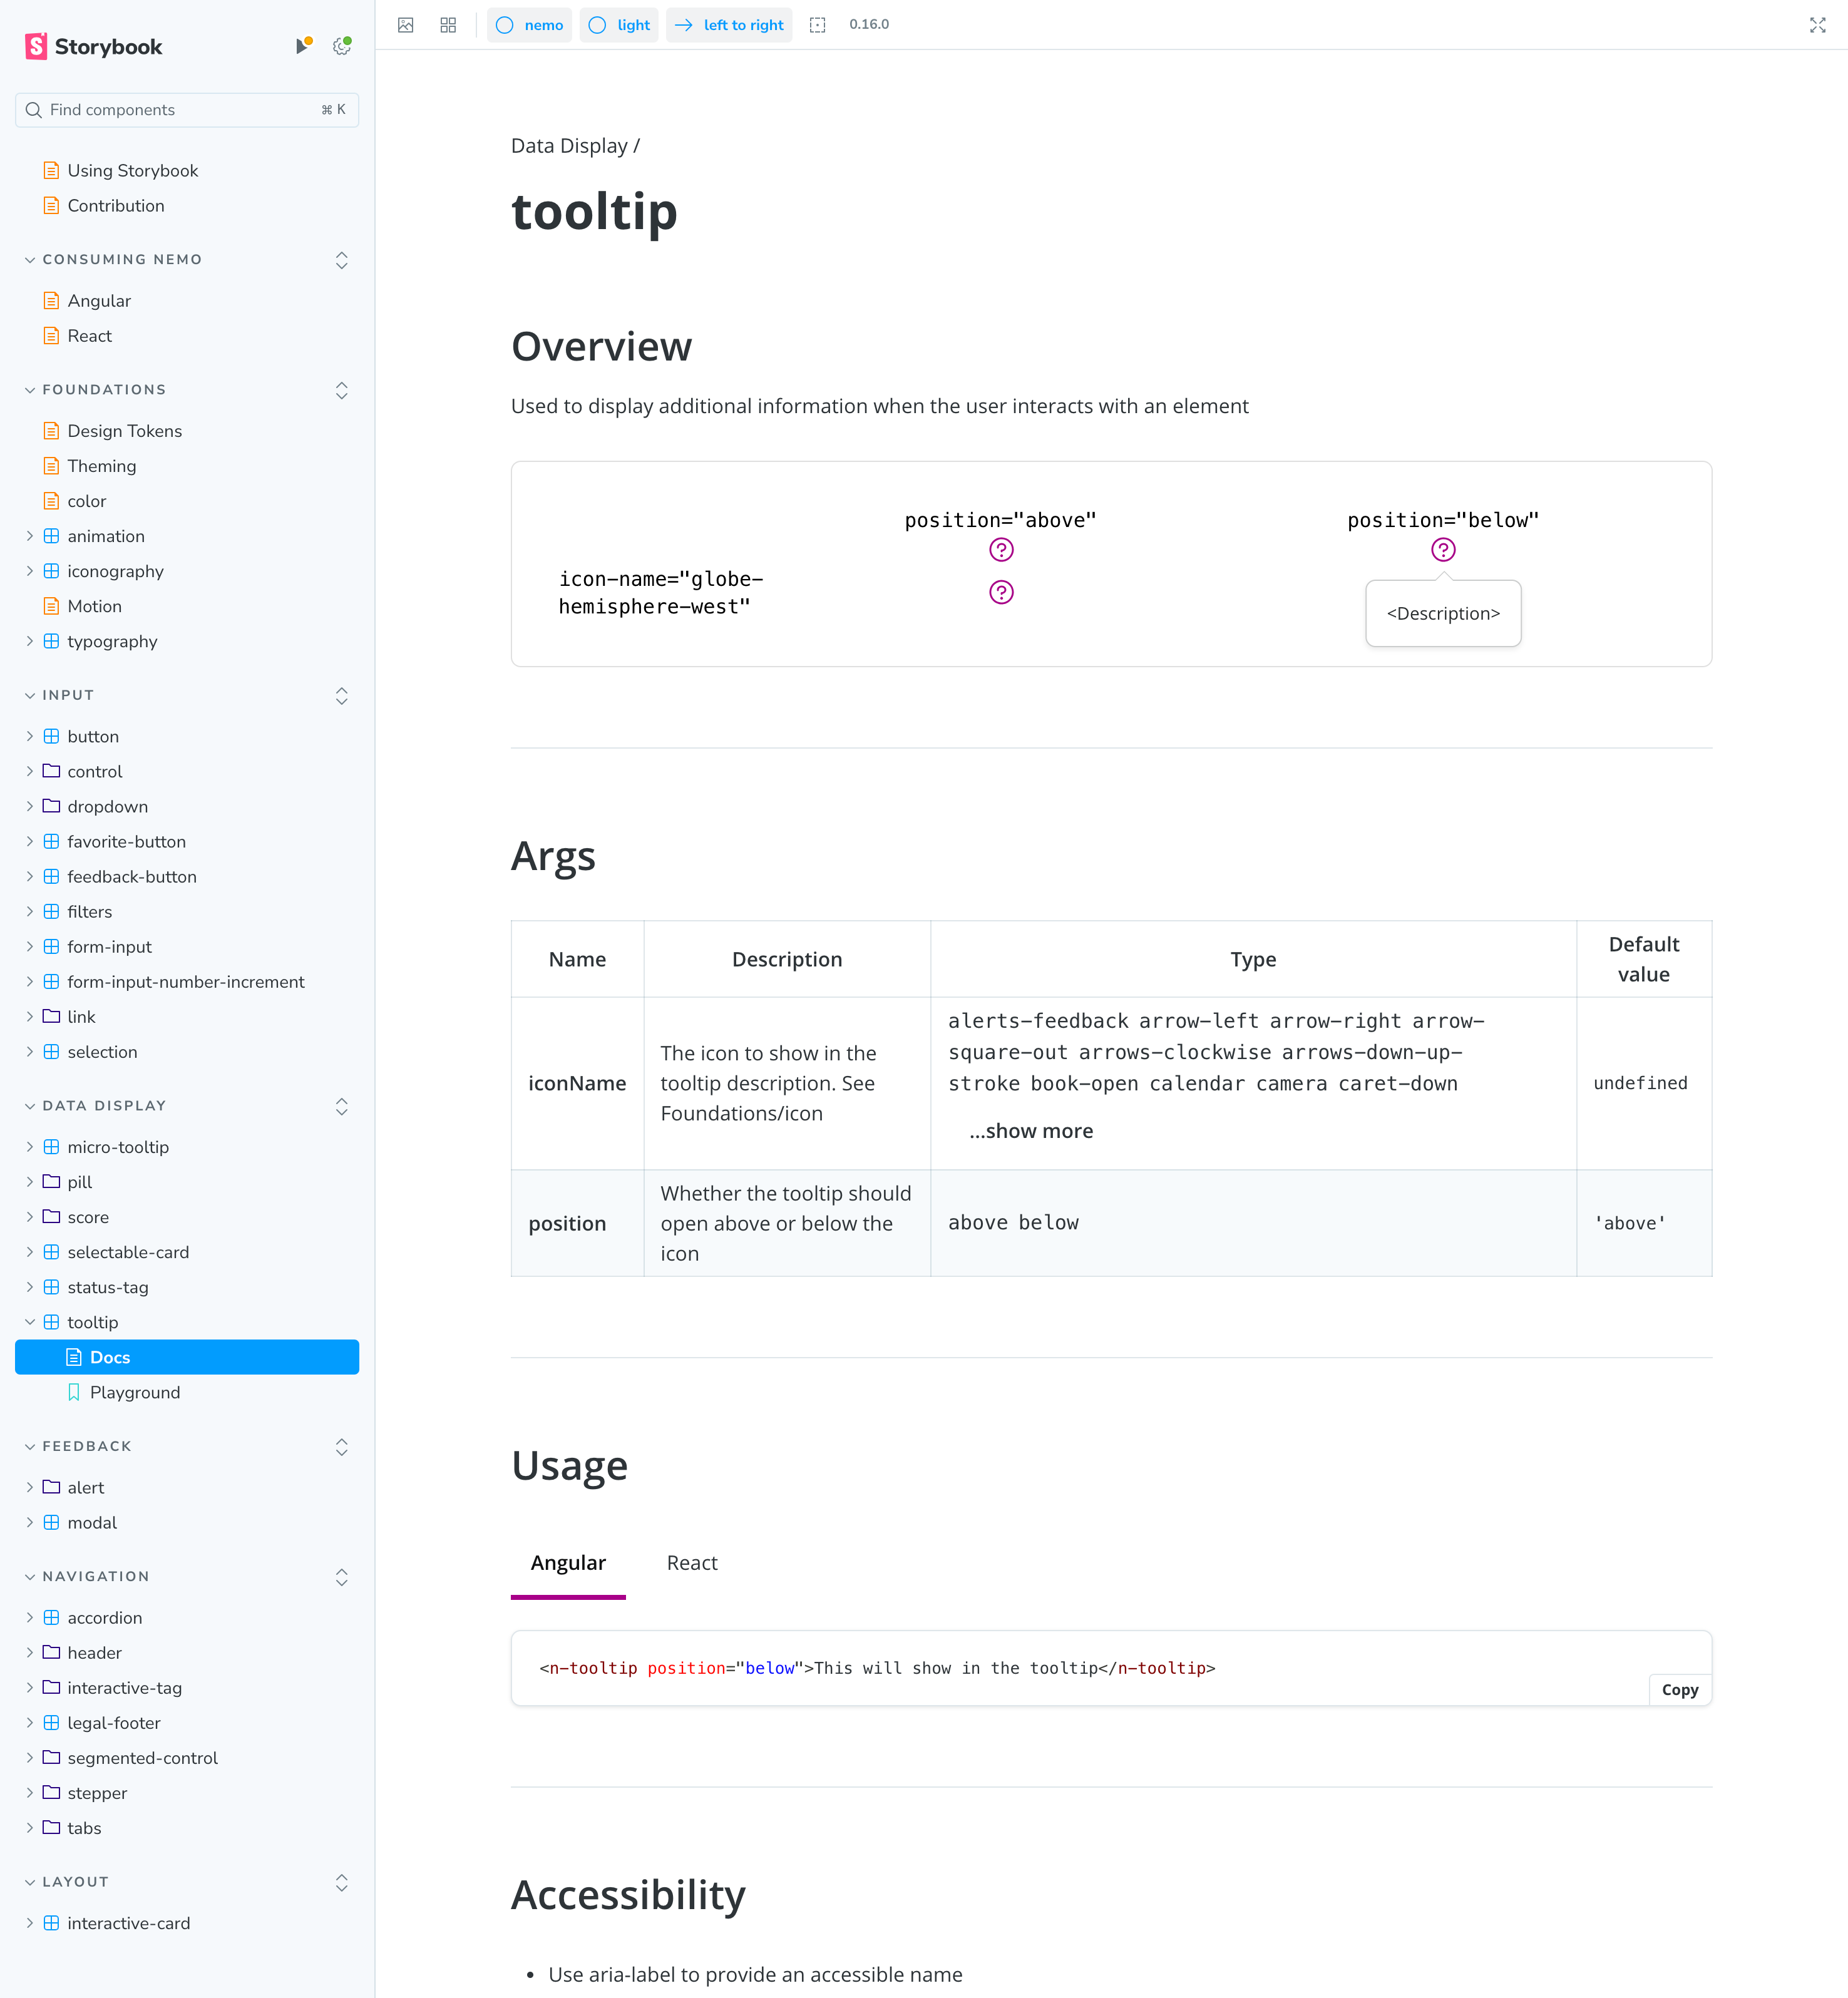 Storybook
Find components
⌘ K
Using Storybook
Contribution
CONSUMING NEMO
Angular
React
FOUNDATIONS
Design Tokens
Theming
color
animation
iconography
Motion
typography
INPUT
button
control
dropdown
favorite-button
feedback-button
filters
form-input
form-input-number-increment
link
selection
DATA DISPLAY
micro-tooltip
pill
score
selectable-card
status-tag
tooltip
Docs
Playground
FEEDBACK
alert
modal
NAVIGATION
accordion
header
interactive-tag
legal-footer
segmented-control
stepper
tabs
LAYOUT
interactive-card
nemo
light
left to right
0.16.0
Data Display /
tooltip
Overview
Used to display additional information when the user interacts with an element
position="above"
position="below"
icon-name="globe-
hemisphere-west"
<Description>
Args
Name
Description
Type
Default
value
iconName
The icon to show in the
tooltip description. See
Foundations/icon
alerts-feedback arrow-left arrow-right arrow-
square-out arrows-clockwise arrows-down-up-
stroke book-open calendar camera caret-down
...show more
undefined
position
Whether the tooltip should
open above or below the
icon
above below
'above'
Usage
Angular
React
<n-tooltip position="below">This will show in the tooltip</n-tooltip>
Copy
Accessibility
• Use aria-label to provide an accessible name